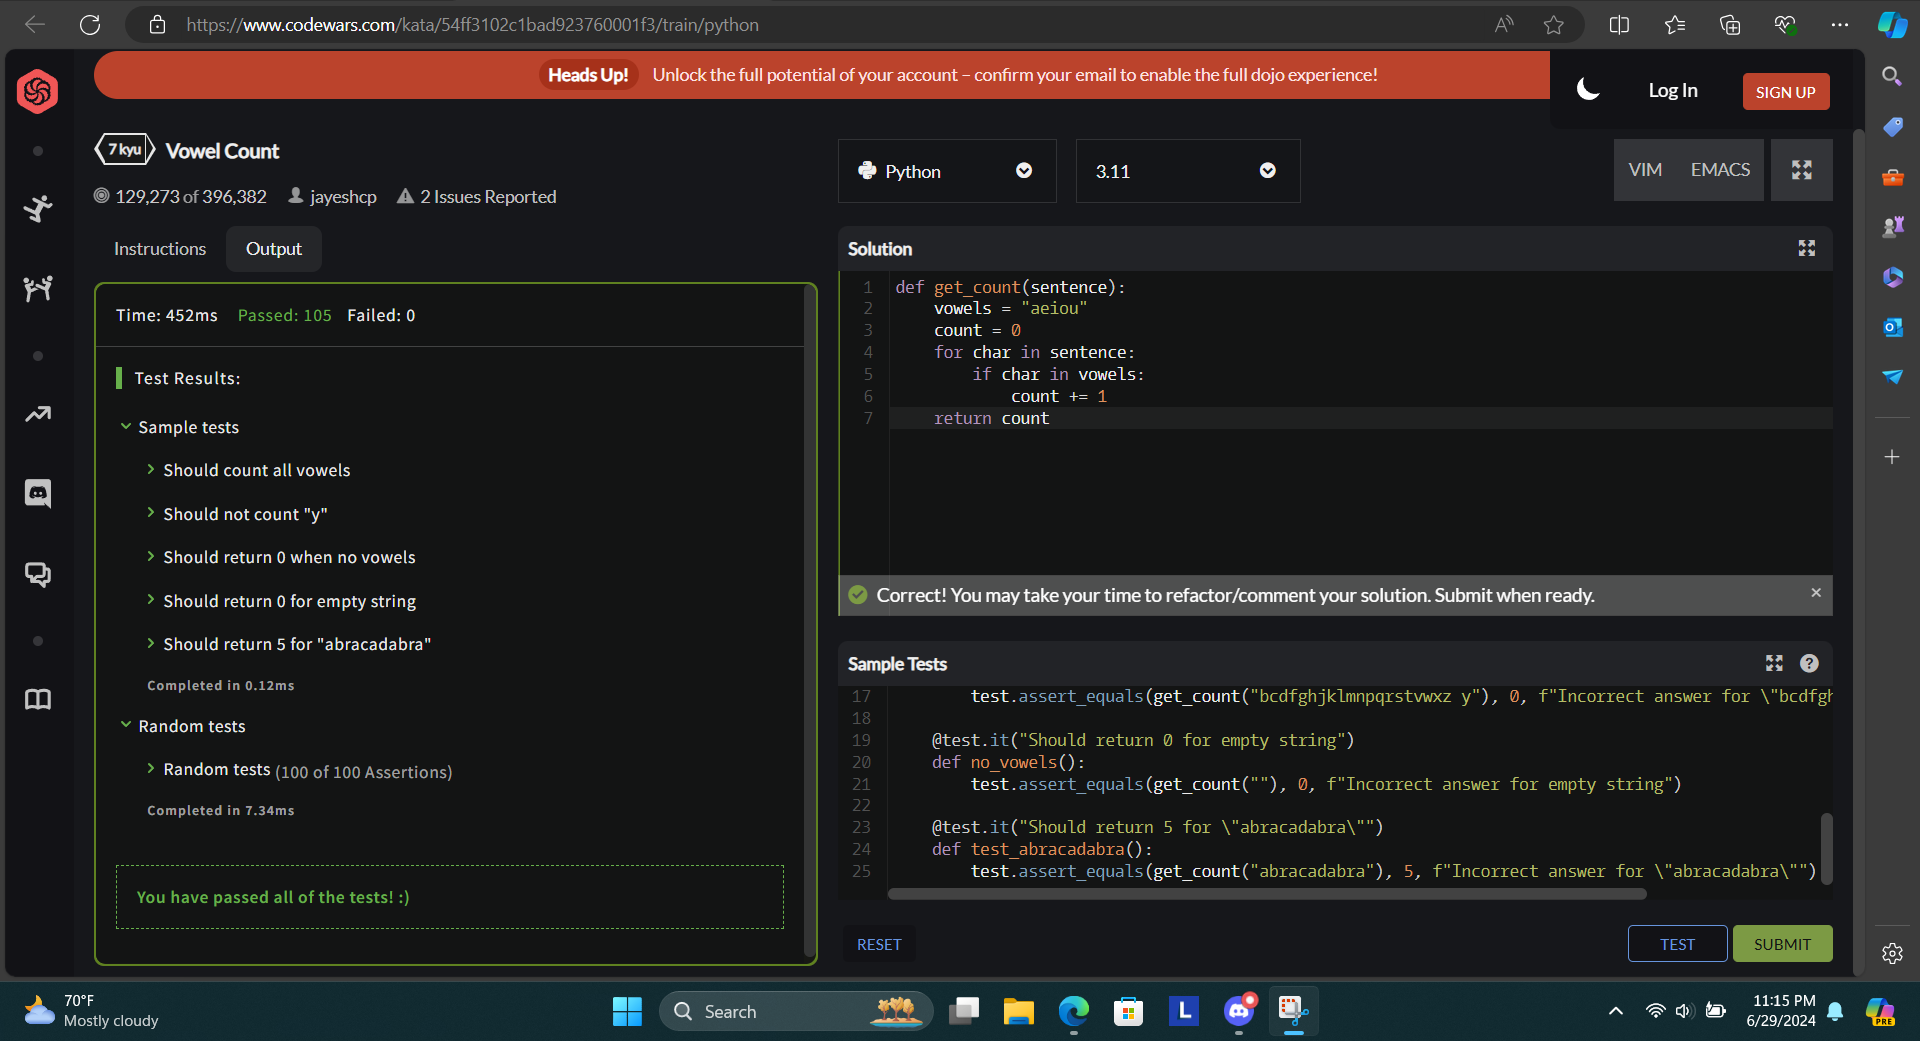 https://www.codewars.com/kata/54ff3102c1bad923760001f3/train/python
Heads Up! Unlock the full potential of your account – confirm your email to enable the full dojo experience!
Log In
SIGN UP
7 kyu
Vowel Count
129,273 of 396,382
jayeshcp
2 Issues Reported
Python
3.11
VIM
EMACS
Instructions
Output
Time: 452ms Passed: 105 Failed: 0
Test Results:
Sample tests
Should count all vowels
Should not count "y"
Should return 0 when no vowels
Should return 0 for empty string
Should return 5 for "abracadabra"
Completed in 0.12ms
Random tests
Random tests (100 of 100 Assertions)
Completed in 7.34ms
You have passed all of the tests! :)
Solution
1 def get_count(sentence):
2     vowels = "aeiou"
3     count = 0
4     for char in sentence:
5         if char in vowels:
6             count += 1
7     return count
Correct! You may take your time to refactor/comment your solution. Submit when ready.
Sample Tests
17         test.assert_equals(get_count("bcdfghjklmnpqrstvwxz y"), 0, f"Incorrect answer for \"bcdfgh
18
19     @test.it("Should return 0 for empty string")
20     def no_vowels():
21         test.assert_equals(get_count(""), 0, f"Incorrect answer for empty string")
22
23     @test.it("Should return 5 for \"abracadabra\"")
24     def test_abracadabra():
25         test.assert_equals(get_count("abracadabra"), 5, f"Incorrect answer for \"abracadabra\"")
RESET
TEST
SUBMIT
70°F
Mostly cloudy
Search
L
11:15 PM
6/29/2024
PRE